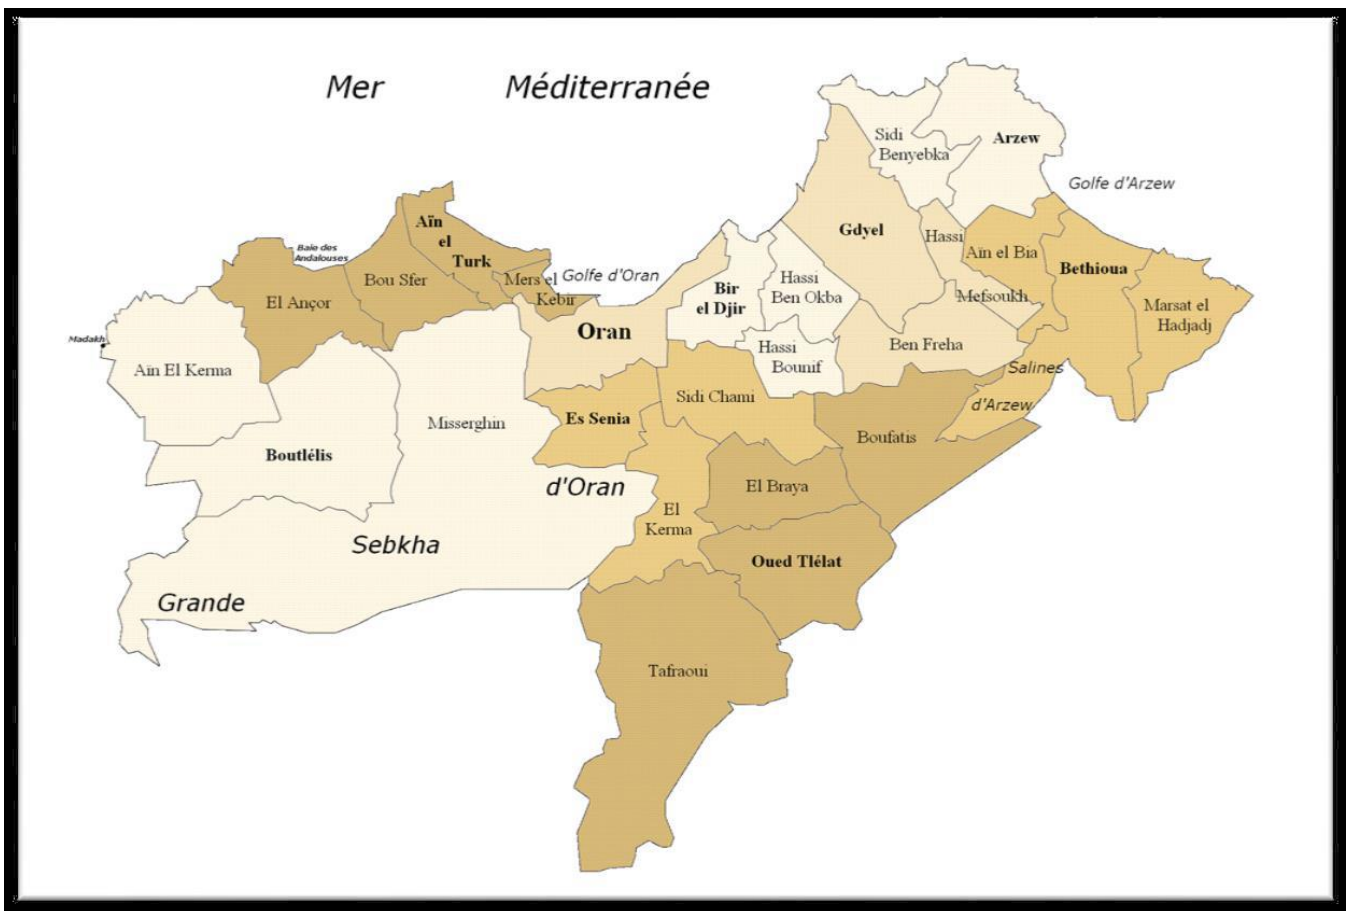 Mer Méditerranée
Sidi
Benyebka
Arzew
Golfe d'Arzew
Aïn
el
Turk
Gdyel
Hassi
Mefsoukh
Aïn el Bia
Bethioua
Baie des
Andalouses
Bou Sfer
Mers el
Kebir
Golfe d'Oran
Hassi
Ben Okba
Bir
el Djir
El Ançor
Marsat el
Hadjadj
Oran
Madakh
Aïn El Kerma
Hassi
Bounif
Ben Freha
Salines
d'Arzew
Sidi Chami
Es Senia
Misserghin
Boufatis
Boutlélis
d'Oran
El Braya
El
Kerma
Sebkha
Oued Tlélat
Grande
Tafraoui